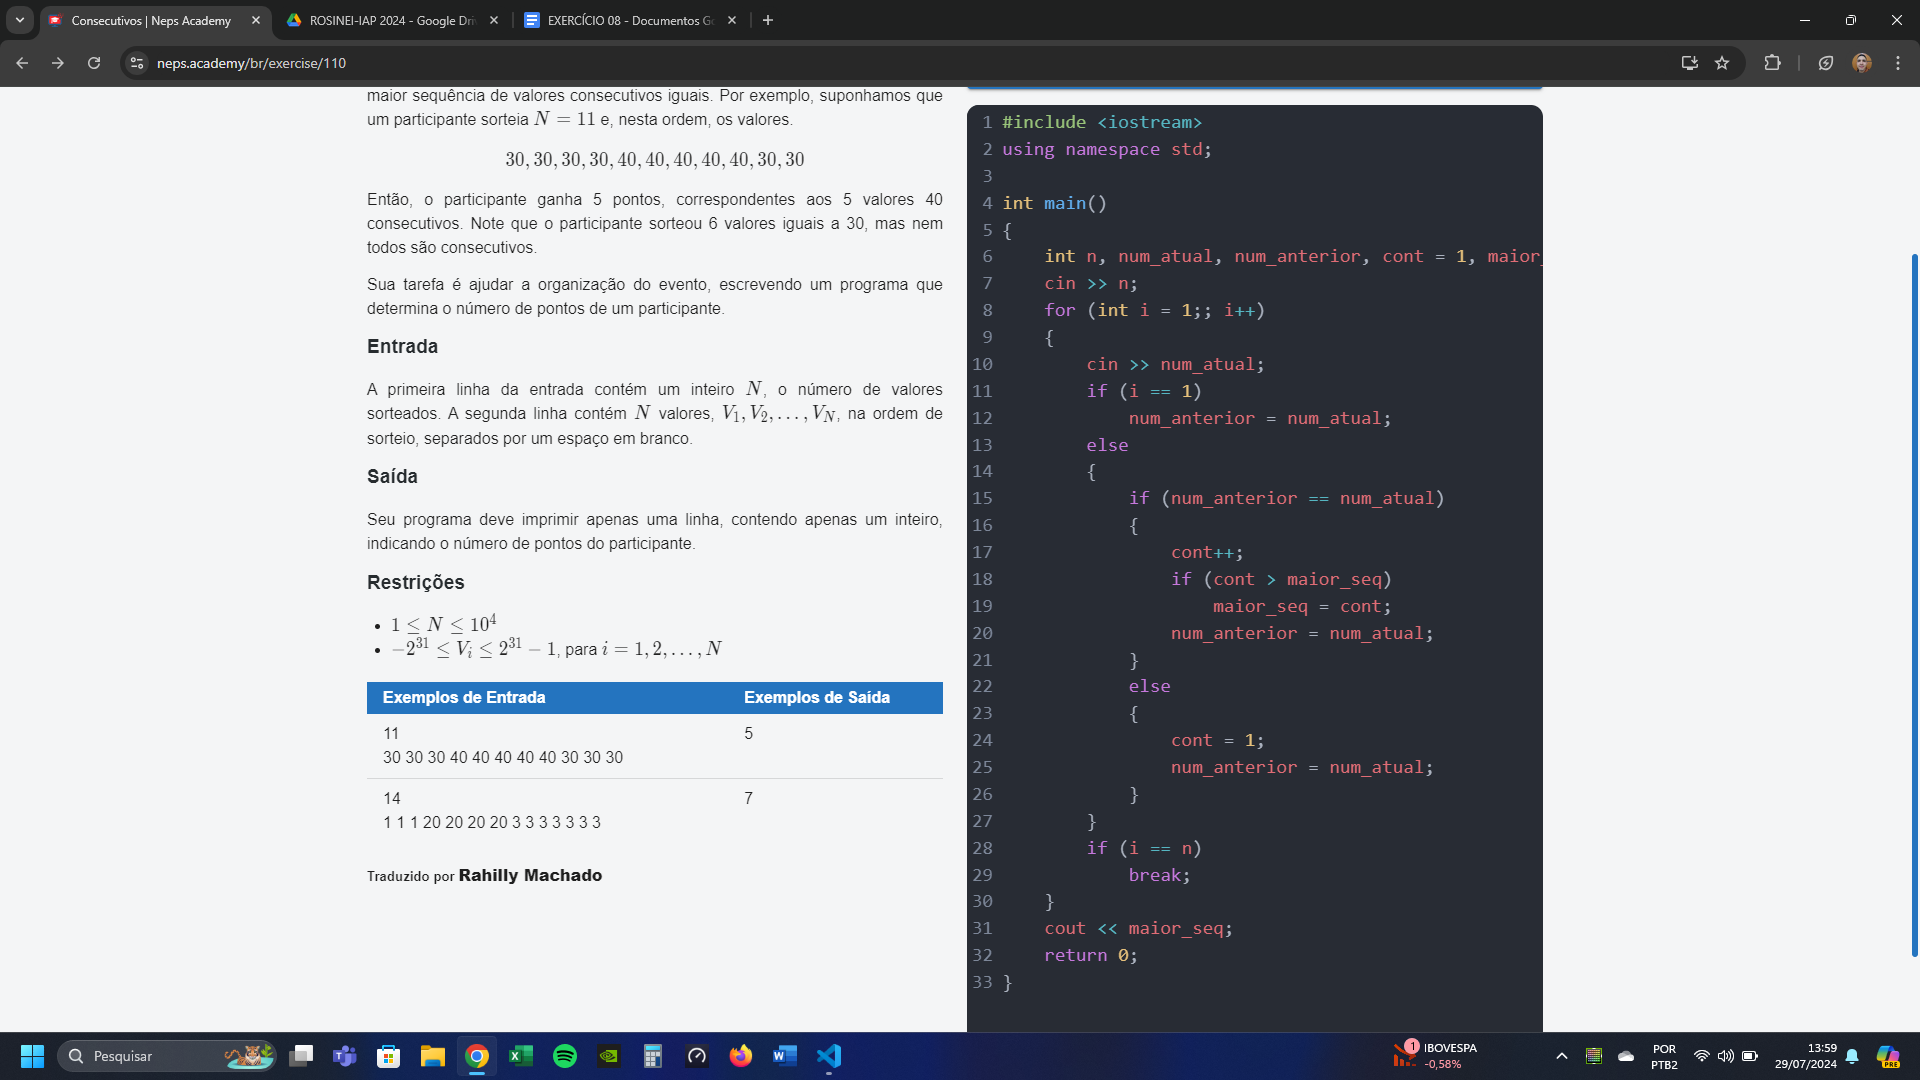 Consecutivos | Neps Academy
ROSINEI-IAP 2024 - Google Dri
EXERCÍCIO 08 - Documentos G
neps.academy/br/exercise/110
maior sequência de valores consecutivos iguais. Por exemplo, suponhamos que
um participante sorteia N = 11 e, nesta ordem, os valores.
30, 30, 30, 30, 40, 40, 40, 40, 40, 30, 30
Então, o participante ganha 5 pontos, correspondentes aos 5 valores 40
consecutivos. Note que o participante sorteou 6 valores iguais a 30, mas nem
todos são consecutivos.
Sua tarefa é ajudar a organização do evento, escrevendo um programa que
determina o número de pontos de um participante.
Entrada
A primeira linha da entrada contém um inteiro N, o número de valores
sorteados. A segunda linha contém N valores, V₁, V₂, . . . , V_N, na ordem de
sorteio, separados por um espaço em branco.
Saída
Seu programa deve imprimir apenas uma linha, contendo apenas um inteiro,
indicando o número de pontos do participante.
Restrições
• 1 ≤ N ≤ 10⁴
• −2³¹ ≤ Vᵢ ≤ 2³¹ − 1, para i = 1, 2, . . . , N
Exemplos de Entrada Exemplos de Saída
11 5
30 30 30 40 40 40 40 40 30 30 30
14 7
1 1 1 20 20 20 20 3 3 3 3 3 3 3
Traduzido por Rahilly Machado
1 #include <iostream>
2 using namespace std;
3
4 int main()
5 {
6     int n, num_atual, num_anterior, cont = 1, maior_
7     cin >> n;
8     for (int i = 1;; i++)
9     {
10         cin >> num_atual;
11         if (i == 1)
12             num_anterior = num_atual;
13         else
14         {
15             if (num_anterior == num_atual)
16             {
17                 cont++;
18                 if (cont > maior_seq)
19                     maior_seq = cont;
20                 num_anterior = num_atual;
21             }
22             else
23             {
24                 cont = 1;
25                 num_anterior = num_atual;
26             }
27         }
28         if (i == n)
29             break;
30     }
31     cout << maior_seq;
32     return 0;
33 }
Pesquisar
1
IBOVESPA
-0,58%
POR
PTB2
13:59
29/07/2024
PRE